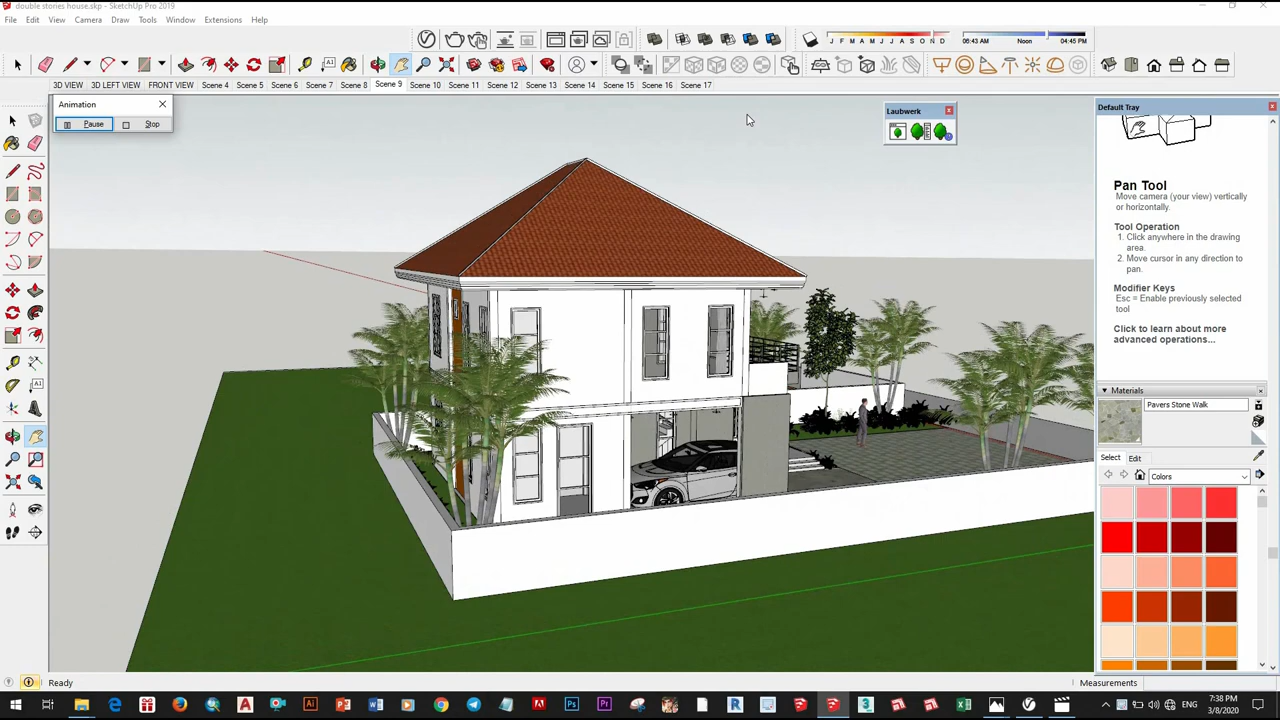 double stories house.skp - SketchUp Pro 2019
File Edit View Camera Draw Tools Window Extensions Help
J F M A M J J A S O N D 06:43 AM Noon 04:45 PM
3D VIEW 3D LEFT VIEW FRONT VIEW Scene 4 Scene 5 Scene 6 Scene 7 Scene 8 Scene 9 Scene 10 Scene 11 Scene 12 Scene 13 Scene 14 Scene 15 Scene 16 Scene 17
Animation
Pause Stop
Laubwerk
Default Tray
Pan Tool
Move camera (your view) vertically
or horizontally.
Tool Operation
1. Click anywhere in the drawing
area.
2. Move cursor in any direction to
pan.
Modifier Keys
Esc = Enable previously selected
tool
Click to learn about more
advanced operations...
Materials
Pavers Stone Walk
Select Edit
Colors
Ready
Measurements
7:38 PM
3/8/2020